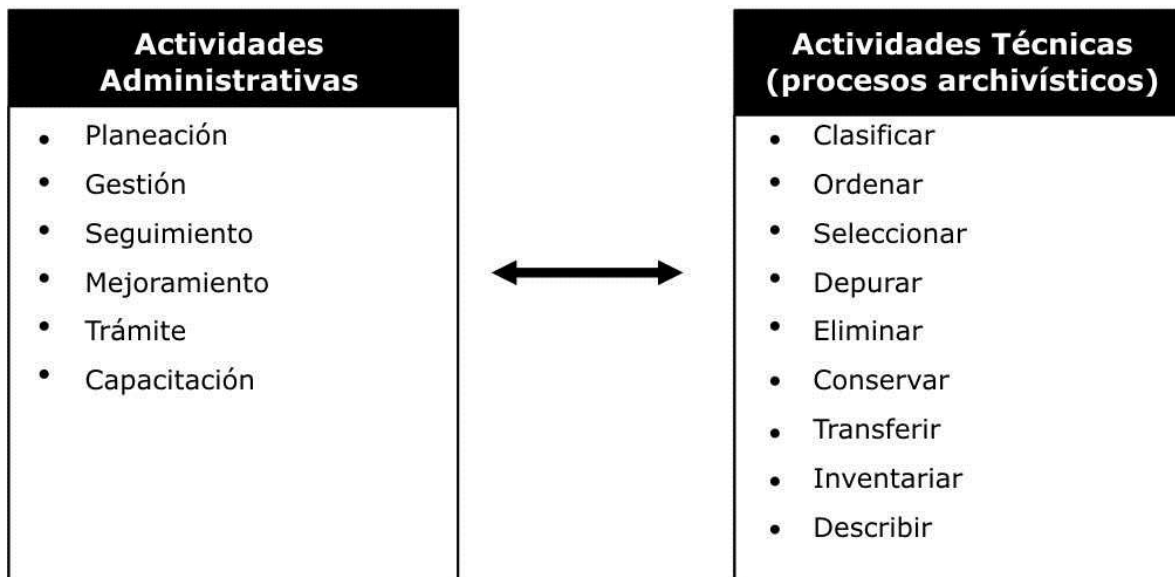 Actividades
Administrativas
• Planeación
• Gestión
• Seguimiento
• Mejoramiento
• Trámite
• Capacitación
Actividades Técnicas
(procesos archivísticos)
• Clasificar
• Ordenar
• Seleccionar
• Depurar
• Eliminar
• Conservar
• Transferir
• Inventariar
• Describir